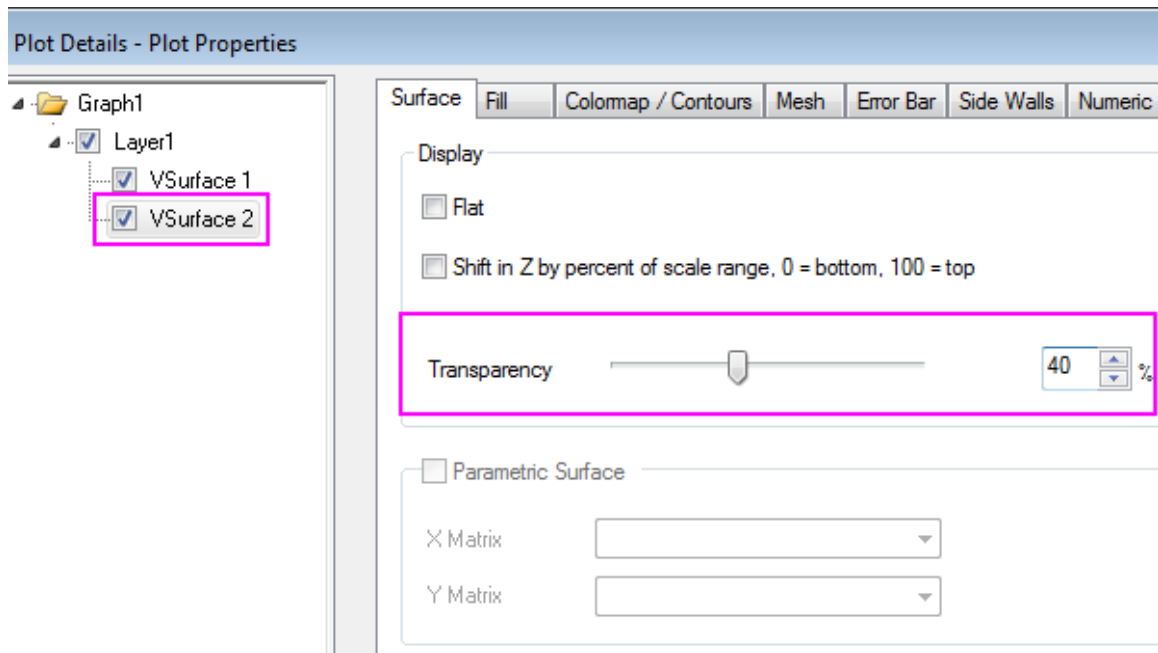 Plot Details - Plot Properties
Graph1
Layer1
VSurface 1
VSurface 2
Surface Fill Colormap / Contours Mesh Error Bar Side Walls Numeric
Display
Flat
Shift in Z by percent of scale range, 0 = bottom, 100 = top
Transparency 40 %
Parametric Surface
X Matrix
Y Matrix